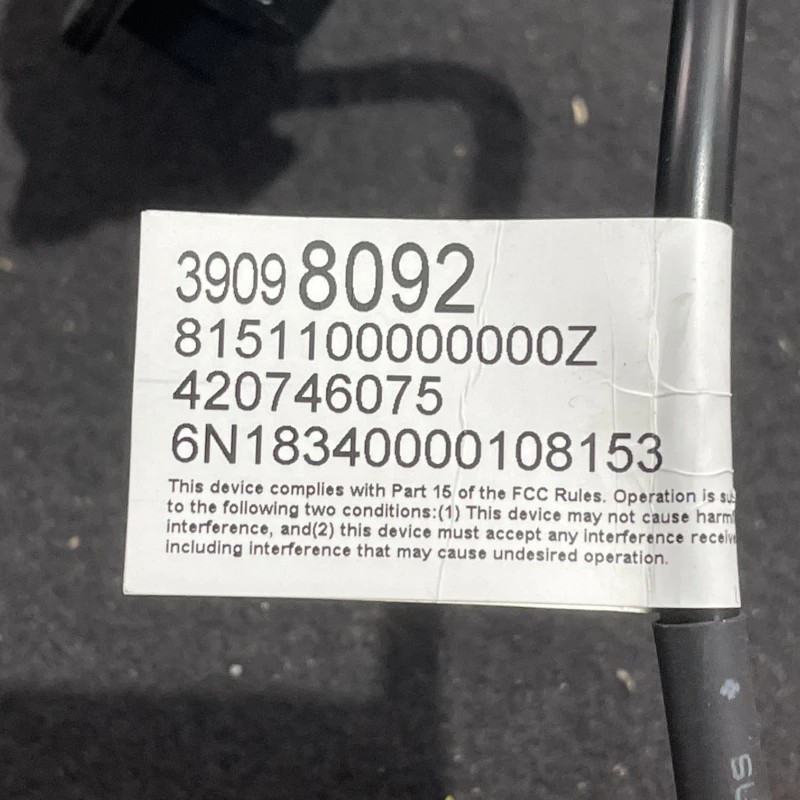 3909 8092
8151100000000Z
420746075
6N18340000108153
This device complies with Part 15 of the FCC Rules. Operation is
to the following two conditions:(1) This device may not cause
interference, and(2) this device must accept any interference
including interference that may cause undesired operation.